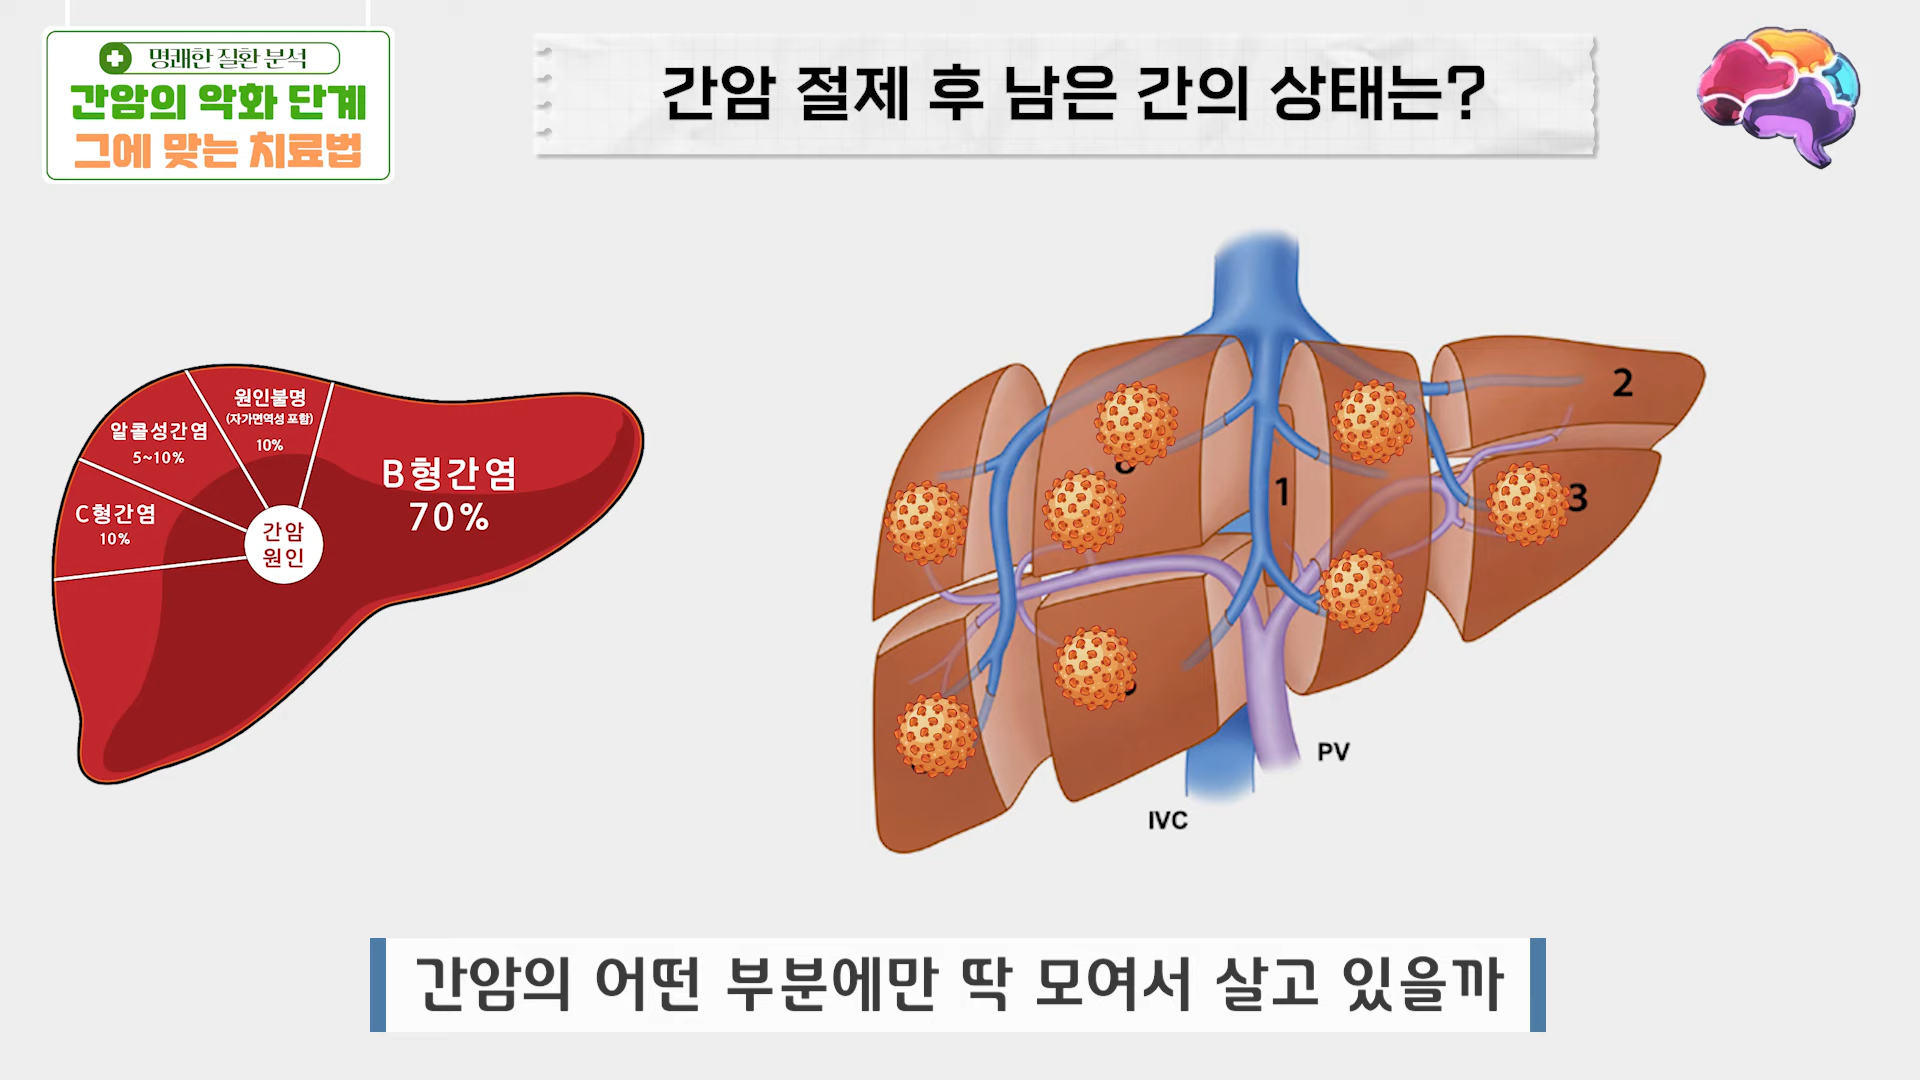 명쾌한 질환 분석
간암의 악화 단계
그에 맞는 치료법
간암 절제 후 남은 간의 상태는?
원인불명
(자가면역성 포함)
10%
알콜성간염
5~10%
C형간염
10%
B형간염
70%
간암
원인
2
1
3
PV
IVC
간암의 어떤 부분에만 딱 모여서 살고 있을까